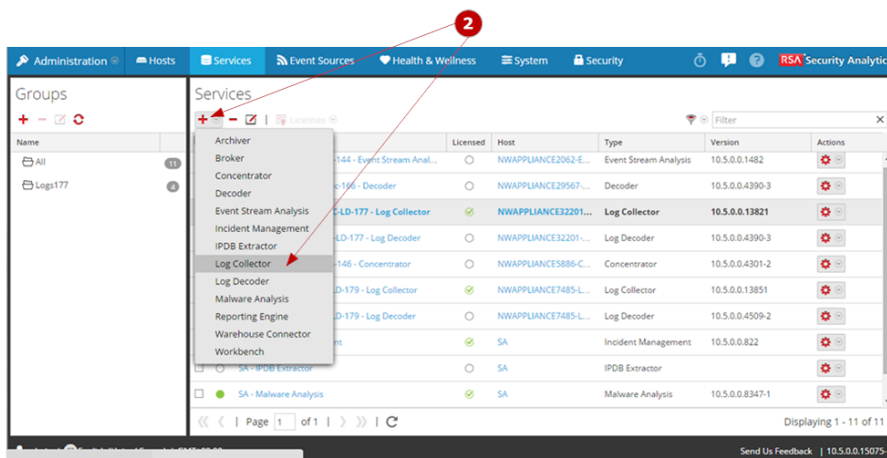 2
Administration Hosts Services Event Sources Health & Wellness System Security RSA Security Analytic
Groups
Services
Licenses
Filter
Name
Licensed Host Type Version Actions
All 11
Logs177
Archiver
Broker
Concentrator
Decoder
Event Stream Analysis
Incident Management
IPDB Extractor
Log Collector
Log Decoder
Malware Analysis
Reporting Engine
Warehouse Connector
Workbench
-144 - Event Stream Anal... NWAPPLIANCE2062-E... Event Stream Analysis 10.5.0.0.1482
-166 - Decoder NWAPPLIANCE29567-... Decoder 10.5.0.0.4390-3
-LD-177 - Log Collector NWAPPLIANCE32201... Log Collector 10.5.0.0.13821
-LD-177 - Log Decoder NWAPPLIANCE32201-... Log Decoder 10.5.0.0.4390-3
-146 - Concentrator NWAPPLIANCE5886-C... Concentrator 10.5.0.0.4301-2
D-179 - Log Collector NWAPPLIANCE7485-L... Log Collector 10.5.0.0.13851
D-179 - Log Decoder NWAPPLIANCE7485-L... Log Decoder 10.5.0.0.4509-2
nt SA Incident Management 10.5.0.0.822
SA - IPDB Extractor SA IPDB Extractor
SA - Malware Analysis SA Malware Analysis 10.5.0.0.8347-1
Page 1 of 1
Displaying 1 - 11 of 11
Send Us Feedback | 10.5.0.0.15075-